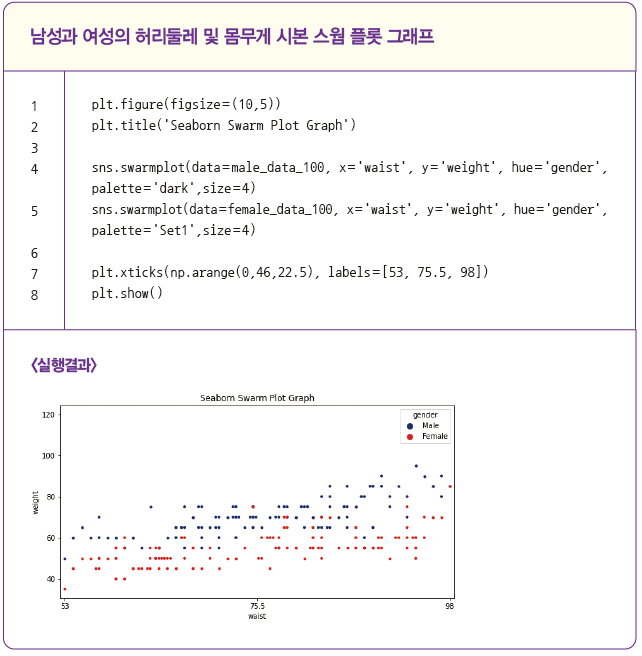 남성과 여성의 허리둘레 및 몸무게 시본 스웜 플롯 그래프
1 plt.figure(figsize=(10,5))
2 plt.title('Seaborn Swarm Plot Graph')
3
4 sns.swarmplot(data=male_data_100, x='waist', y='weight', hue='gender',
palette='dark',size=4)
5 sns.swarmplot(data=female_data_100, x='waist', y='weight', hue='gender',
palette='Set1',size=4)
6
7 plt.xticks(np.arange(0,46,22.5), labels=[53, 75.5, 98])
8 plt.show()
〈실행결과〉
Seaborn Swarm Plot Graph
gender
Male
Female
120
100
80
60
40
weight
53 75.5 98
waist